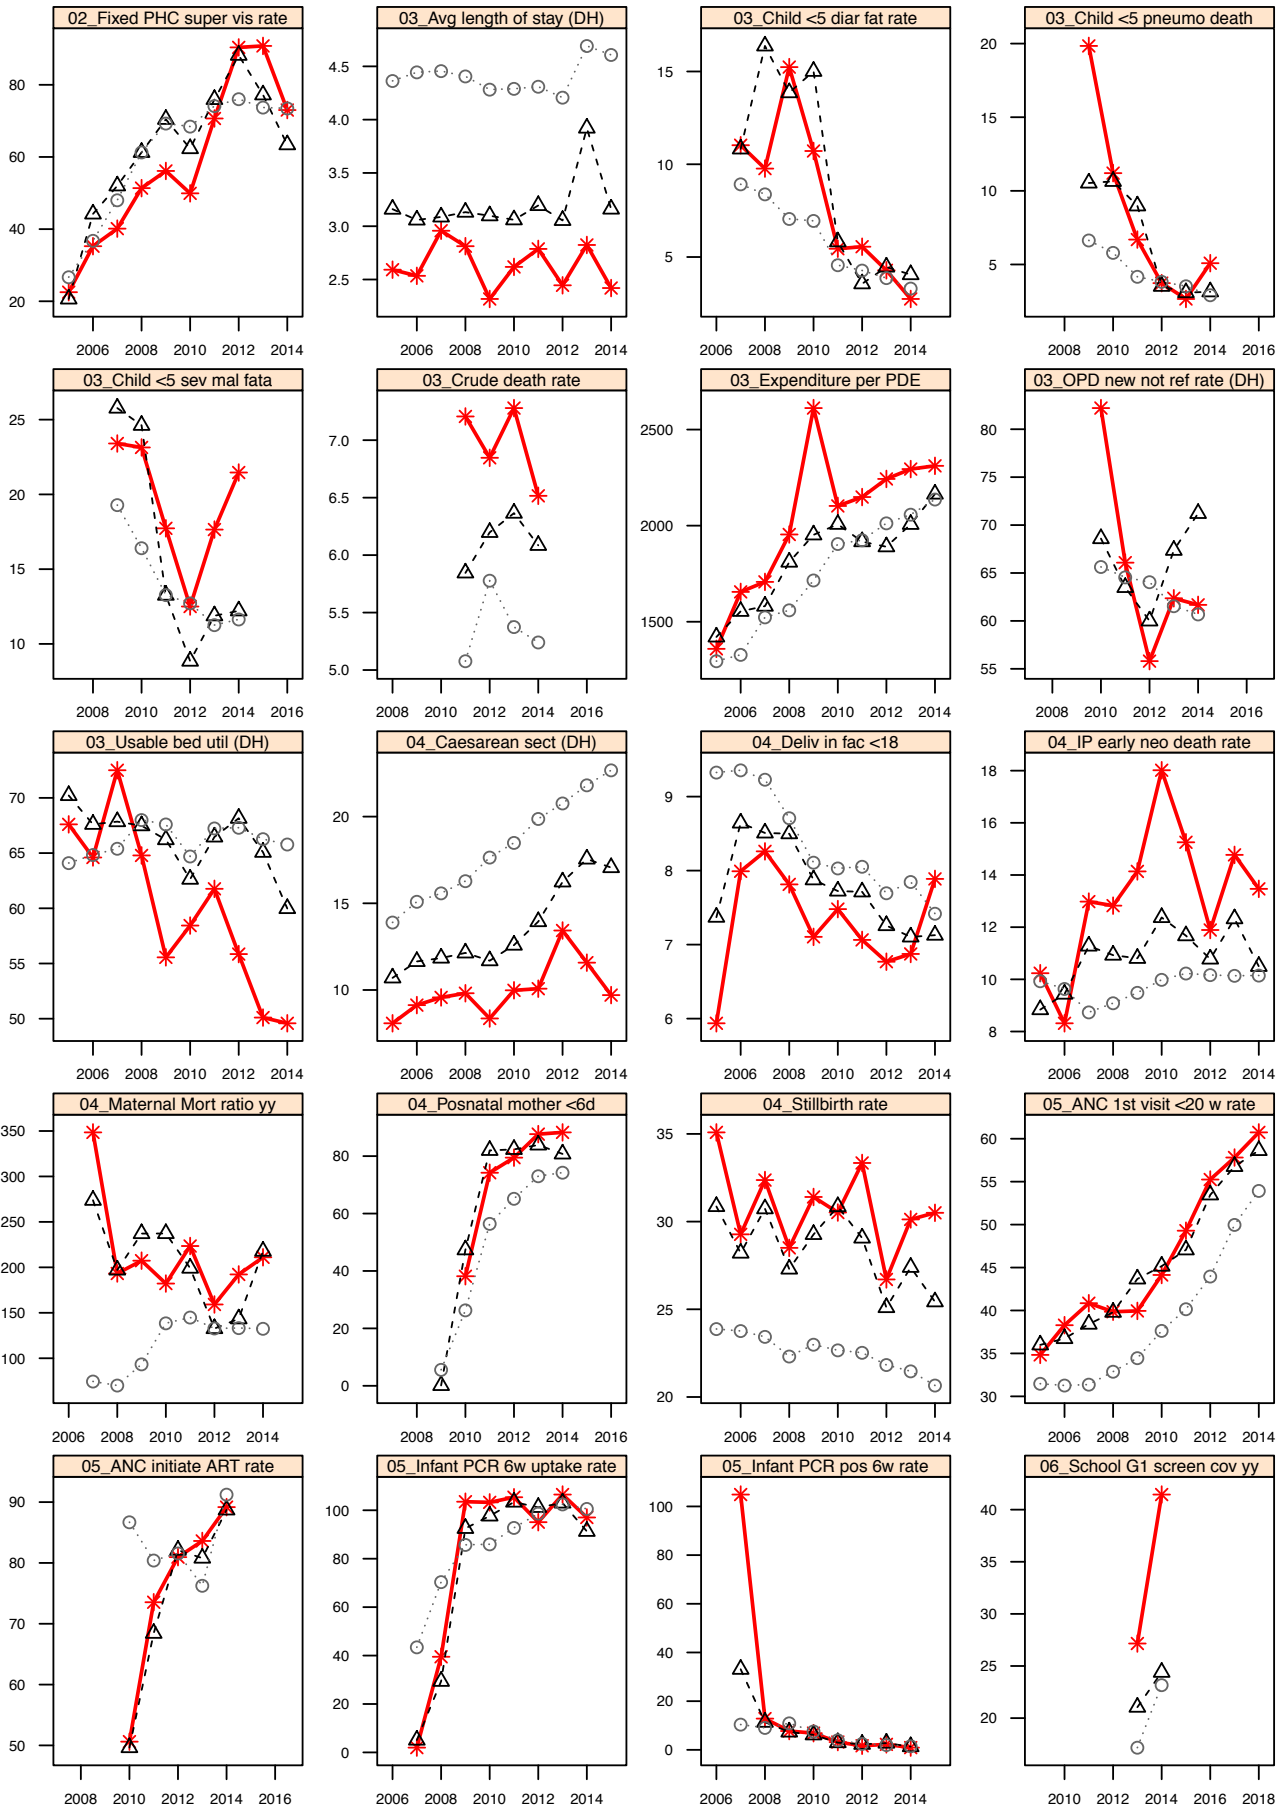 02_Fixed PHC super vis rate
80
60
40
20
2006 2008 2010 2012 2014
03_Avg length of stay (DH)
4.5
4.0
3.5
3.0
2.5
2006 2008 2010 2012 2014
03_Child <5 diar fat rate
15
10
5
2006 2008 2010 2012 2014
03_Child <5 pneumo death
20
15
10
5
2008 2010 2012 2014 2016
03_Child <5 sev mal fata
25
20
15
10
2008 2010 2012 2014 2016
03_Crude death rate
7.0
6.5
6.0
5.5
5.0
2008 2010 2012 2014 2016
03_Expenditure per PDE
2500
2000
1500
2006 2008 2010 2012 2014
03_OPD new not ref rate (DH)
80
75
70
65
60
55
2008 2010 2012 2014 2016
03_Usable bed util (DH)
70
65
60
55
50
2006 2008 2010 2012 2014
04_Caesarean sect (DH)
20
15
10
2006 2008 2010 2012 2014
04_Deliv in fac <18
9
8
7
6
2006 2008 2010 2012 2014
04_IP early neo death rate
18
16
14
12
10
8
2006 2008 2010 2012 2014
04_Maternal Mort ratio yy
350
300
250
200
150
100
2006 2008 2010 2012 2014
04_Posnatal mother <6d
80
60
40
20
0
2008 2010 2012 2014 2016
04_Stillbirth rate
35
30
25
20
2006 2008 2010 2012 2014
05_ANC 1st visit <20 w rate
60
55
50
45
40
35
30
2006 2008 2010 2012 2014
05_ANC initiate ART rate
90
80
70
60
50
2008 2010 2012 2014 2016
05_Infant PCR 6w uptake rate
100
80
60
40
20
0
2006 2008 2010 2012 2014
05_Infant PCR pos 6w rate
100
80
60
40
20
0
2006 2008 2010 2012 2014
06_School G1 screen cov yy
40
35
30
25
20
2010 2012 2014 2016 2018